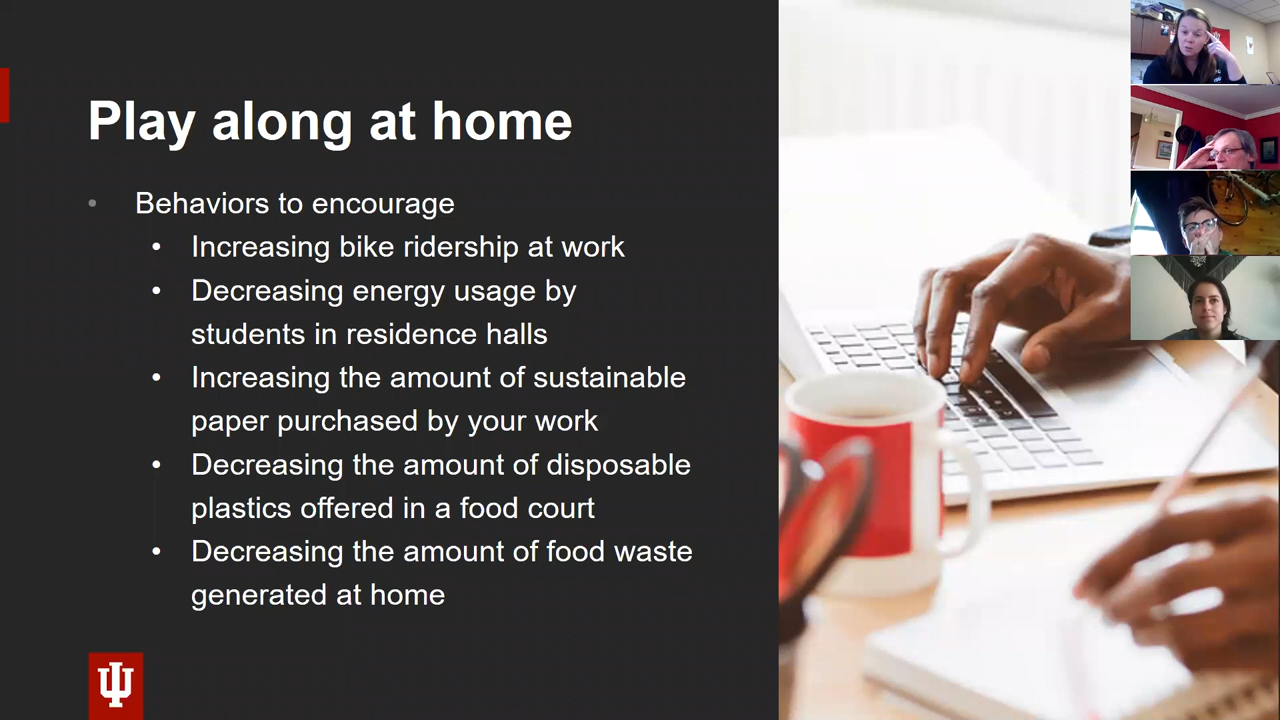 Play along at home
• Behaviors to encourage
• Increasing bike ridership at work
• Decreasing energy usage by
students in residence halls
• Increasing the amount of sustainable
paper purchased by your work
• Decreasing the amount of disposable
plastics offered in a food court
• Decreasing the amount of food waste
generated at home